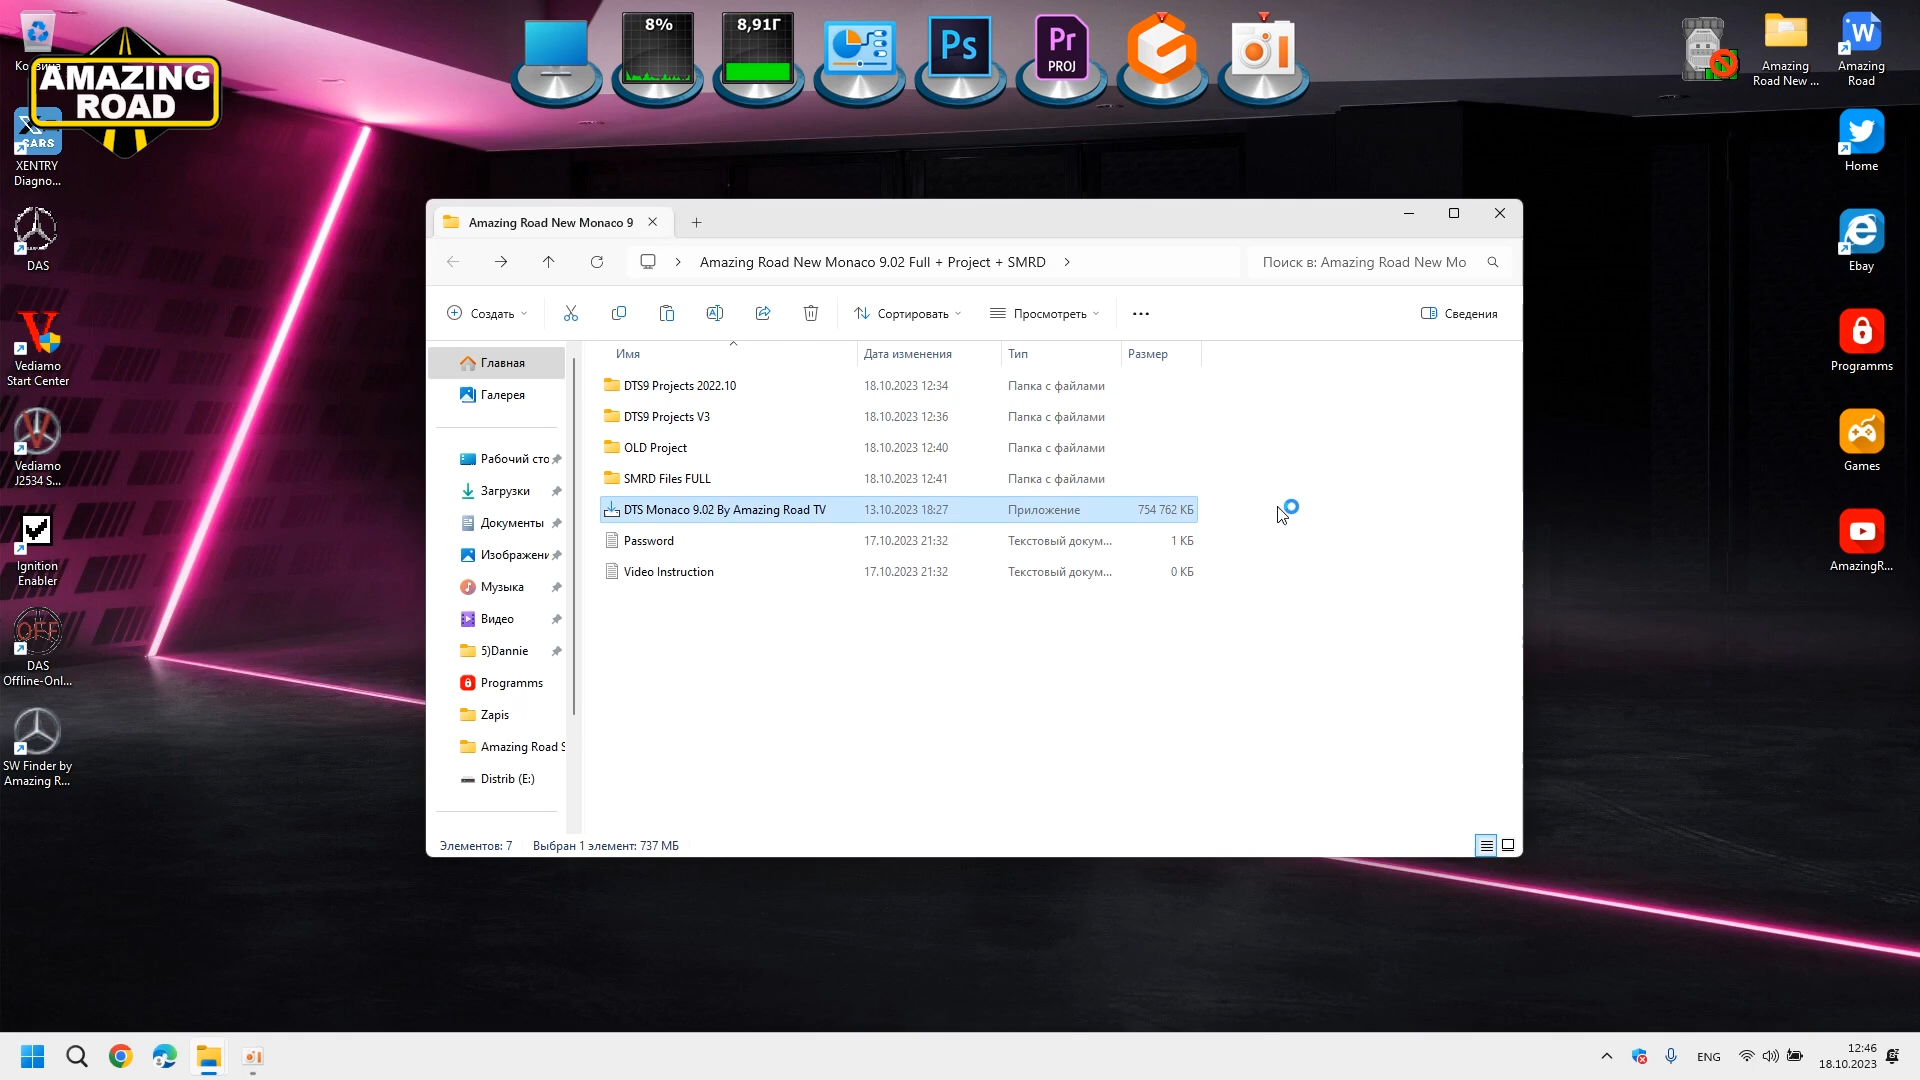 Ко
AMAZING
ROAD
CARS
XENTRY
Diagno...
DAS
Vediamo
Start Center
Vediamo
J2534 S...
Ignition
Enabler
OFF
DAS
Offline-Onl...
SW Finder by
Amazing R...
8%
8,91Г
Ps
Pr
PROJ
Amazing
Road New ...
W
Amazing
Road
Home
Ebay
Programms
Games
AmazingR...
Amazing Road New Monaco 9
Amazing Road New Monaco 9.02 Full + Project + SMRD
Поиск в: Amazing Road New Mo
Создать
Сортировать
Просмотреть
Сведения
Имя
Дата изменения
Тип
Размер
Главная
Галерея
Рабочий сто
Загрузки
Документы
Изображени
Музыка
Видео
5)Dannie
Programms
Zapis
Amazing Road S
Distrib (E:)
DTS9 Projects 2022.10 18.10.2023 12:34 Папка с файлами
DTS9 Projects V3 18.10.2023 12:36 Папка с файлами
OLD Project 18.10.2023 12:40 Папка с файлами
SMRD Files FULL 18.10.2023 12:41 Папка с файлами
DTS Monaco 9.02 By Amazing Road TV 13.10.2023 18:27 Приложение 754 762 КБ
Password 17.10.2023 21:32 Текстовый докум... 1 КБ
Video Instruction 17.10.2023 21:32 Текстовый докум... 0 КБ
Элементов: 7 Выбран 1 элемент: 737 МБ
ENG
12:46
18.10.2023